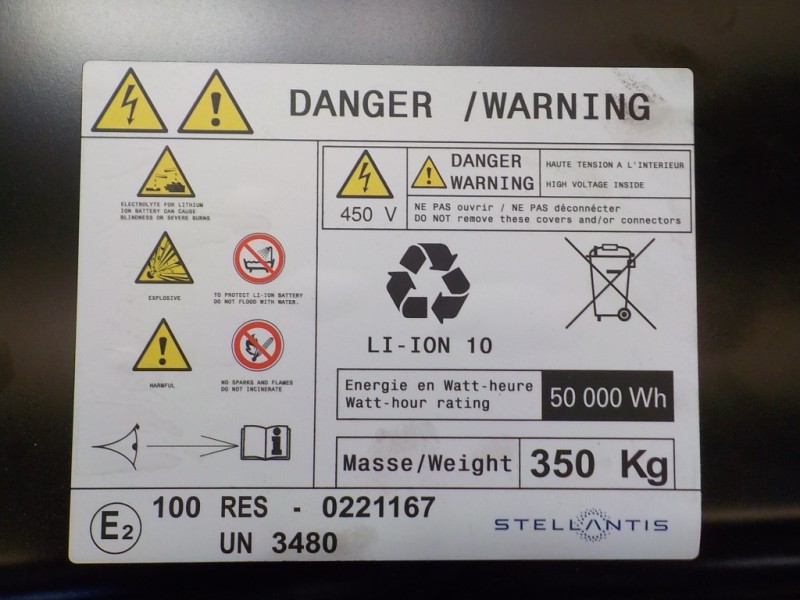 DANGER /WARNING
ELECTROLYTE FOR LITHIUM
ION BATTERY CAN CAUSE
BLINDNESS OR SEVERE BURNS
EXPLOSIVE
TO PROTECT LI-ION BATTERY
DO NOT FLOOD WITH WATER.
HARMFUL
NO SPARKS AND FLAMES
DO NOT INCINERATE
450 V
DANGER
WARNING
HAUTE TENSION A L'INTERIEUR
HIGH VOLTAGE INSIDE
NE PAS ouvrir / NE PAS déconnécter
DO NOT remove these covers and/or connectors
LI-ION 10
Energie en Watt-heure
Watt-hour rating
50 000 Wh
Masse/Weight
350 Kg
E2
100 RES - 0221167
UN 3480
STELLANTIS